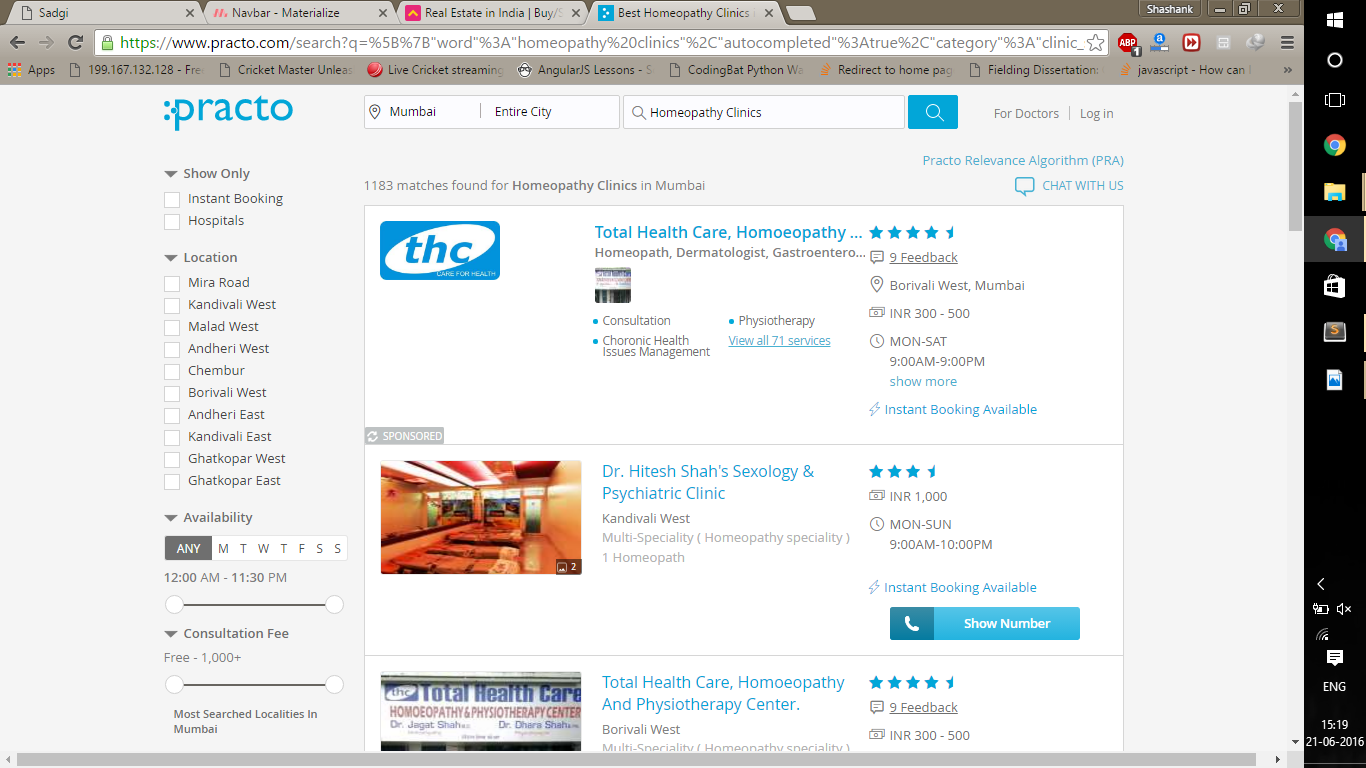 Sadgi
Navbar - Materialize
Real Estate in India | Buy/S
Best Homeopathy Clinics
Shashank
https://www.practo.com/search?q=%5B%7B"word"%3A"homeopathy%20clinics"%2C"autocompleted"%3Atrue%2C"category"%3A"clinic_
ABP
1
a
Apps
199.167.132.128 - Fre
Cricket Master Unleas
Live Cricket streaming
AngularJS Lessons - S
CodingBat Python Wa
Redirect to home pag
Fielding Dissertation:
javascript - How can I
»
:practo
Mumbai
Entire City
Homeopathy Clinics
For Doctors
Log in
Practo Relevance Algorithm (PRA)
1183 matches found for Homeopathy Clinics in Mumbai
CHAT WITH US
Show Only
Instant Booking
Hospitals
Location
Mira Road
Kandivali West
Malad West
Andheri West
Chembur
Borivali West
Andheri East
Kandivali East
Ghatkopar West
Ghatkopar East
Availability
ANY M T W T F S S
12:00 AM - 11:30 PM
Consultation Fee
Free - 1,000+
Most Searched Localities In
Mumbai
thc
CARE FOR HEALTH
Total Health Care, Homoeopathy ...
Homeopath, Dermatologist, Gastroentero...
Consultation
Physiotherapy
Choronic Health
Issues Management
View all 71 services
9 Feedback
Borivali West, Mumbai
INR 300 - 500
MON-SAT
9:00AM-9:00PM
show more
Instant Booking Available
SPONSORED
2
Dr. Hitesh Shah's Sexology &
Psychiatric Clinic
Kandivali West
Multi-Speciality ( Homeopathy speciality )
1 Homeopath
INR 1,000
MON-SUN
9:00AM-10:00PM
Instant Booking Available
Show Number
thc Total Health Care
HOMOEOPATHY & PHYSIOTHERAPY CENTER
Dr. Jagat Shah
Dr. Dhara Shah
Total Health Care, Homoeopathy
And Physiotherapy Center.
Borivali West
Multi-Speciality ( Homeopathy speciality )
9 Feedback
INR 300 - 500
ENG
15:19
21-06-2016